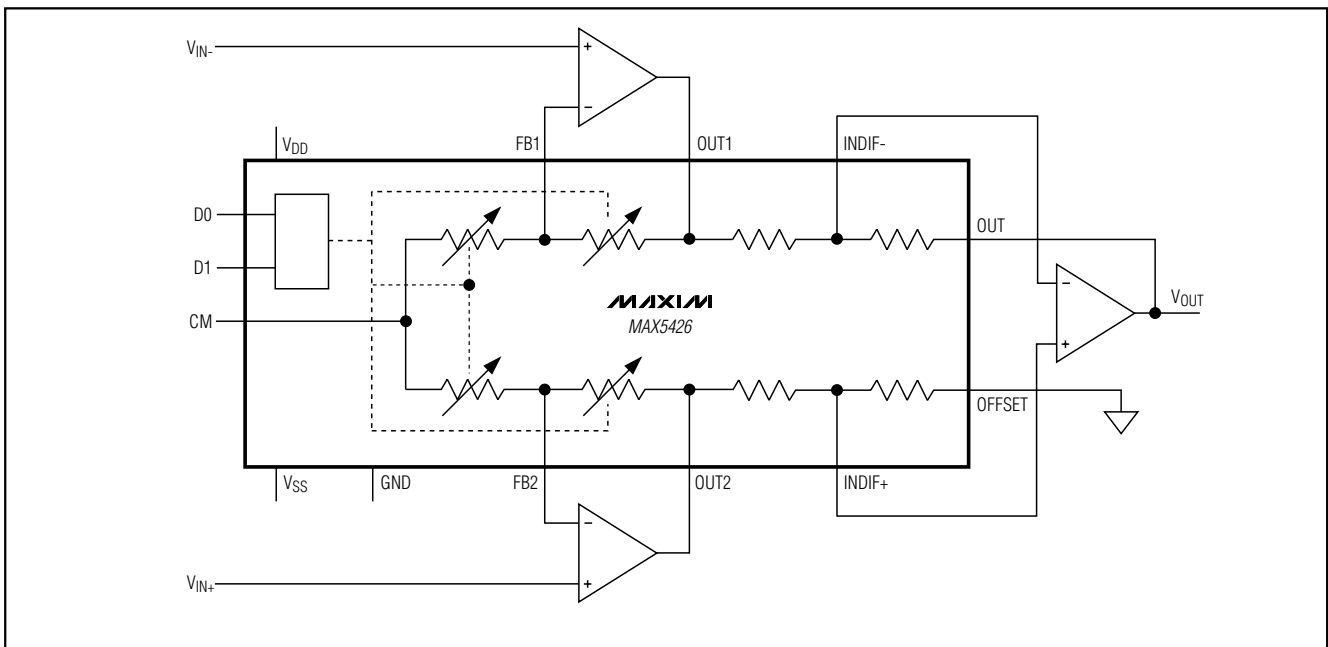 VIN-
+
−
VDD
FB1
OUT1
INDIF-
D0
D1
CM
OUT
MAXIM
MAX5426
−
+
VOUT
OFFSET
VSS
GND
FB2
OUT2
INDIF+
−
VIN+
+